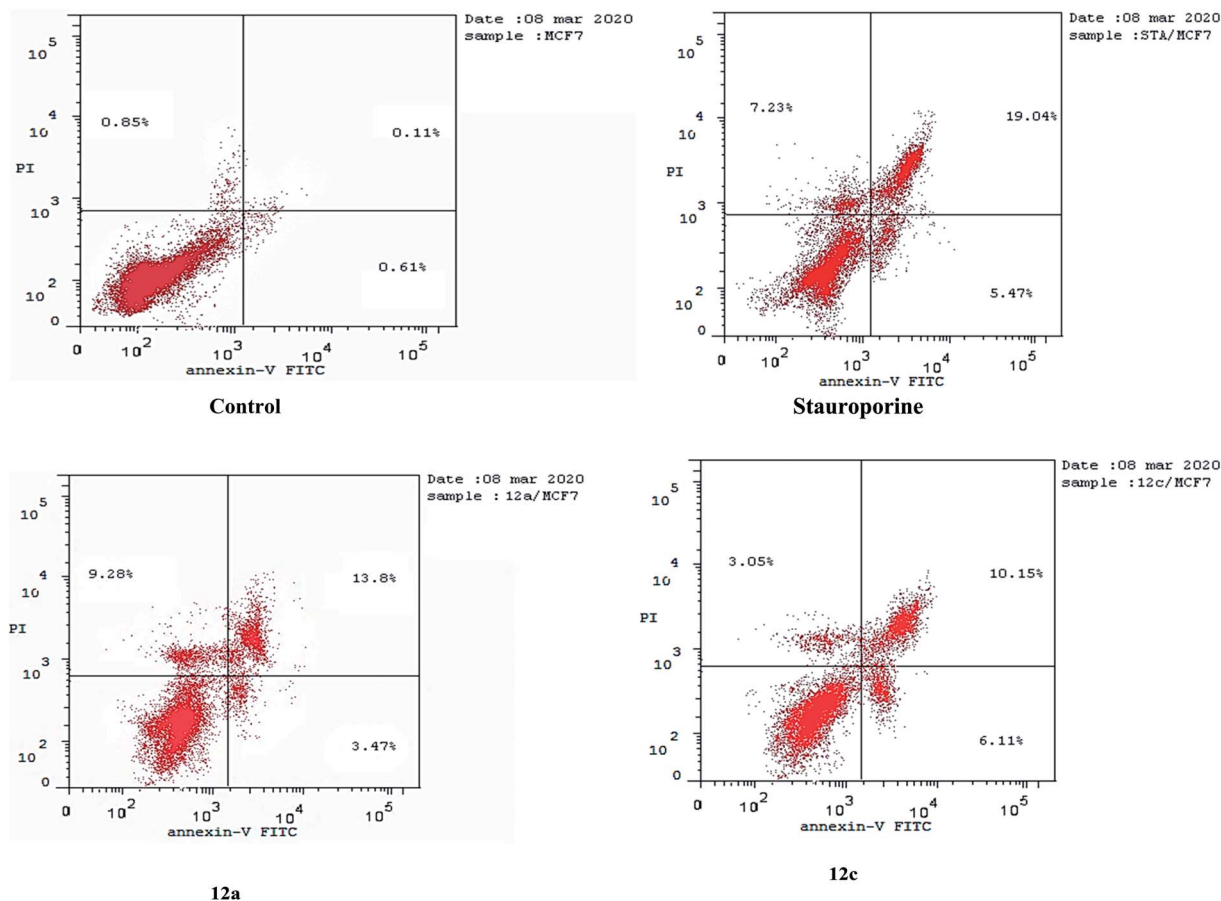 Date :08 mar 2020
sample :MCF7
10^5
10^4
10^3
10^2
0
PI
0.85%
0.11%
0.61%
0 10^2 10^3 10^4 10^5
annexin-V FITC
Control
Date :08 mar 2020
sample :STA/MCF7
10^5
10^4
10^3
10^2
0
PI
7.23%
19.04%
5.47%
0 10^2 10^3 10^4 10^5
annexin-V FITC
Stauroporine
Date :08 mar 2020
sample : 12a/MCF7
10^5
10^4
10^3
10^2
0
PI
9.28%
13.8%
3.47%
0 10^2 10^3 10^4 10^5
annexin-V FITC
12a
Date :08 mar 2020
sample :12c/MCF7
10^5
10^4
10^3
10^2
0
PI
3.05%
10.15%
6.11%
0 10^2 10^3 10^4 10^5
annexin-V FITC
12c